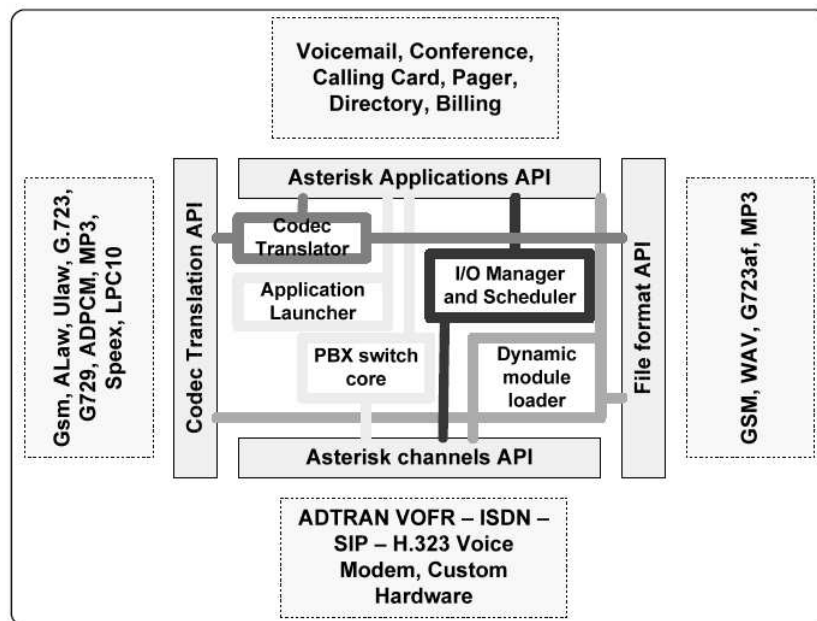 Voicemail, Conference,
Calling Card, Pager,
Directory, Billing
Asterisk Applications API
Gsm, ALaw, Ulaw, G.723,
G729, ADPCM, MP3,
Speex, LPC10
Codec Translation API
Codec
Translator
Application
Launcher
PBX switch
core
I/O Manager
and Scheduler
Dynamic
module
loader
File format API
GSM, WAV, G723af, MP3
Asterisk channels API
ADTRAN VOFR – ISDN –
SIP – H.323 Voice
Modem, Custom
Hardware